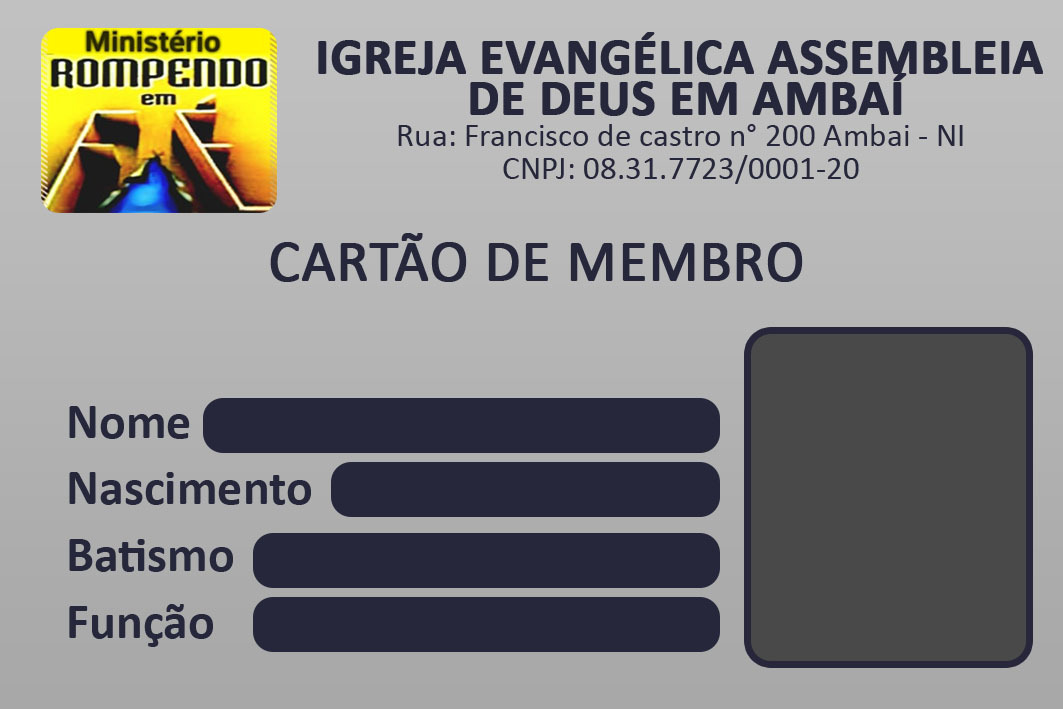 Ministério
ROMPENDO
em
FÉ
IGREJA EVANGÉLICA ASSEMBLEIA
DE DEUS EM AMBAÍ
Rua: Francisco de castro n° 200 Ambai - NI
CNPJ: 08.31.7723/0001-20
CARTÃO DE MEMBRO
Nome
Nascimento
Batismo
Função